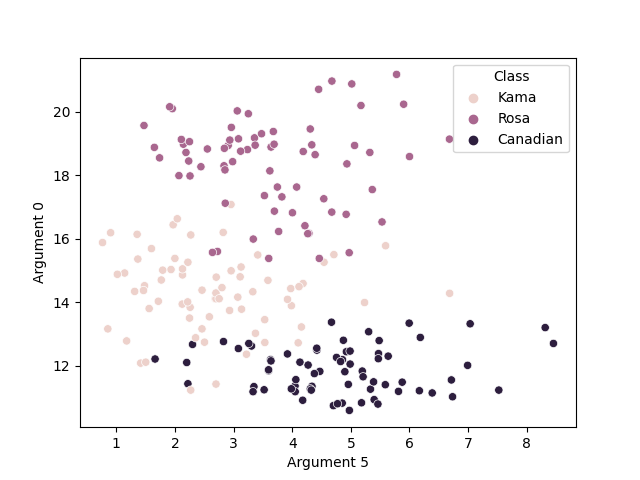 Class
Kama
Rosa
Canadian
20
18
16
14
12
Argument 0
1 2 3 4 5 6 7 8
Argument 5